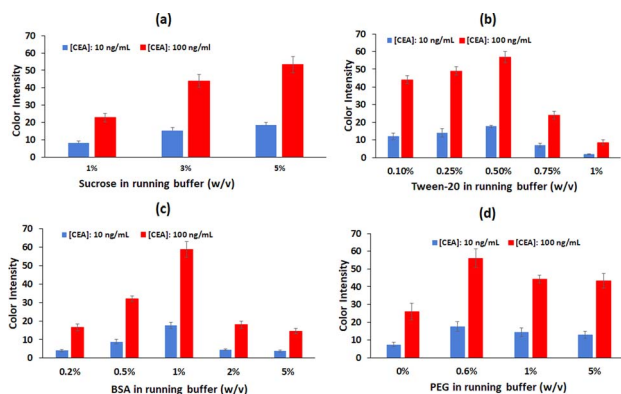 (a)
[CEA]: 10 ng/mL [CEA]: 100 ng/ml
Color Intensity
70
60
50
40
30
20
10
0
1% 3% 5%
Sucrose in running buffer (w/v)
(b)
[CEA]: 10 ng/mL [CEA]: 100 ng/mL
Color Intensity
70
60
50
40
30
20
10
0
0.10% 0.25% 0.50% 0.75% 1%
Tween-20 in running buffer (w/v)
(c)
[CEA]: 10 ng/mL [CEA]: 100 ng/mL
Color Intensity
70
60
50
40
30
20
10
0
0.2% 0.5% 1% 2% 5%
BSA in running buffer (w/v)
(d)
[CEA]: 10 ng/mL [CEA]: 100 ng/mL
Color Intensity
70
60
50
40
30
20
10
0
0% 0.6% 1% 5%
PEG in running buffer (w/v)